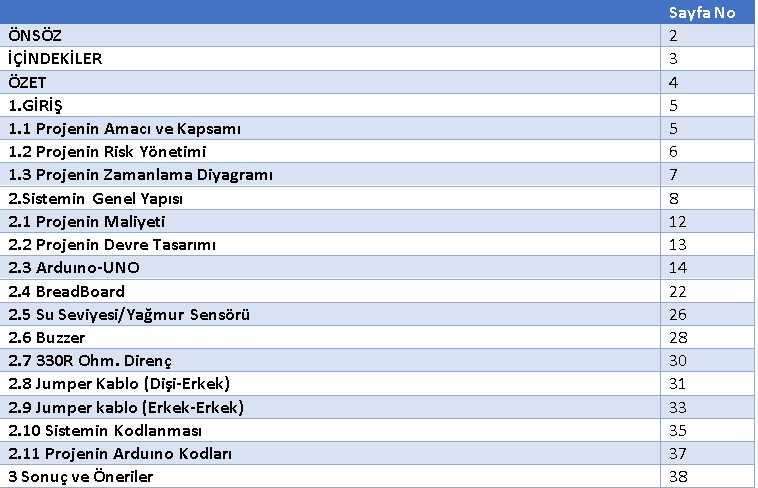 Sayfa No
ÖNSÖZ 2
İÇİNDEKİLER 3
ÖZET 4
1.GİRİŞ 5
1.1 Projenin Amacı ve Kapsamı 5
1.2 Projenin Risk Yönetimi 6
1.3 Projenin Zamanlama Diyagramı 7
2.Sistemin Genel Yapısı 8
2.1 Projenin Maliyeti 12
2.2 Projenin Devre Tasarımı 13
2.3 Arduıno-UNO 14
2.4 BreadBoard 22
2.5 Su Seviyesi/Yağmur Sensörü 26
2.6 Buzzer 28
2.7 330R Ohm. Direnç 30
2.8 Jumper Kablo (Dişi-Erkek) 31
2.9 Jumper kablo (Erkek-Erkek) 33
2.10 Sistemin Kodlanması 35
2.11 Projenin Arduıno Kodları 37
3 Sonuç ve Öneriler 38